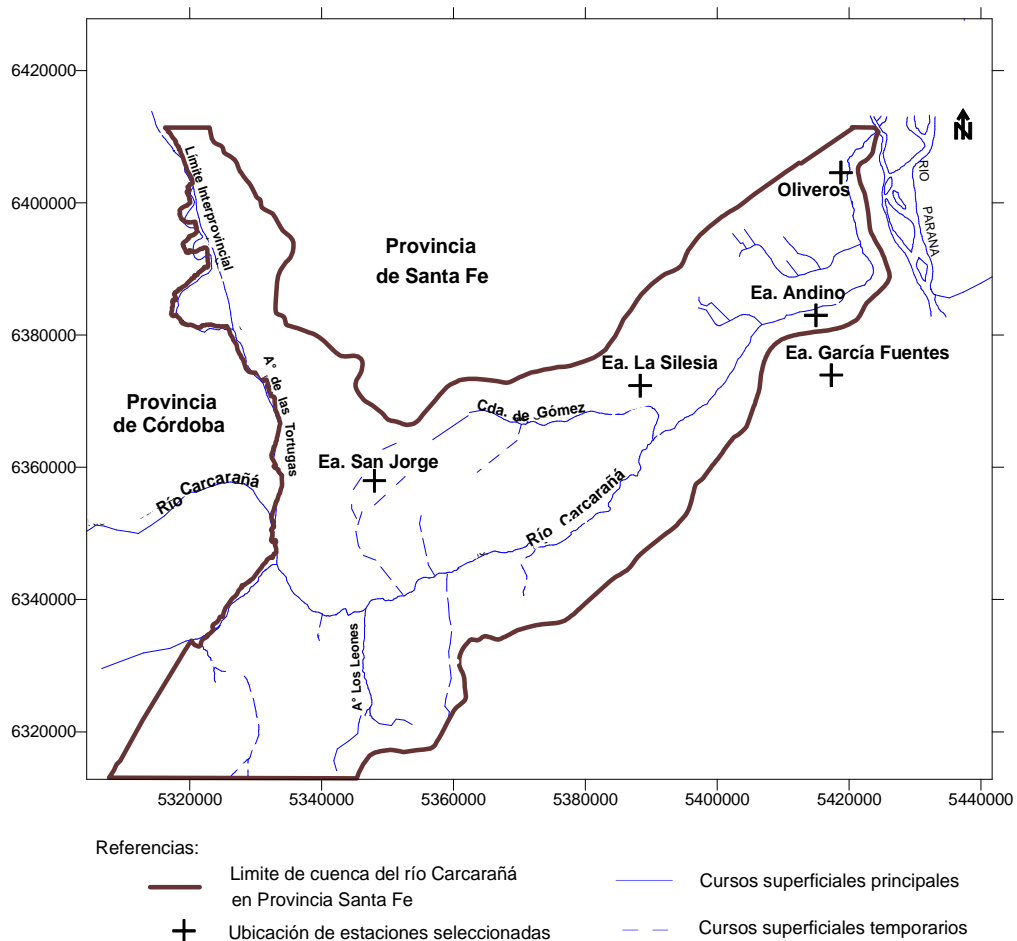 6420000
6400000
6380000
6360000
6340000
6320000
N
Límite Interprovincial
Provincia
de Santa Fe
Oliveros
RIO
PARANA
Ea. Andino
Ea. García Fuentes
Ea. La Silesia
A° de las
Tortugas
Provincia
de Córdoba
Cda. de Gómez
Ea. San Jorge
Río Carcarañá
Río Carcarañá
A° Los Leones
5320000
5340000
5360000
5380000
5400000
5420000
5440000
Referencias:
Limite de cuenca del río Carcarañá
en Provincia Santa Fe
Ubicación de estaciones seleccionadas
Cursos superficiales principales
Cursos superficiales temporarios